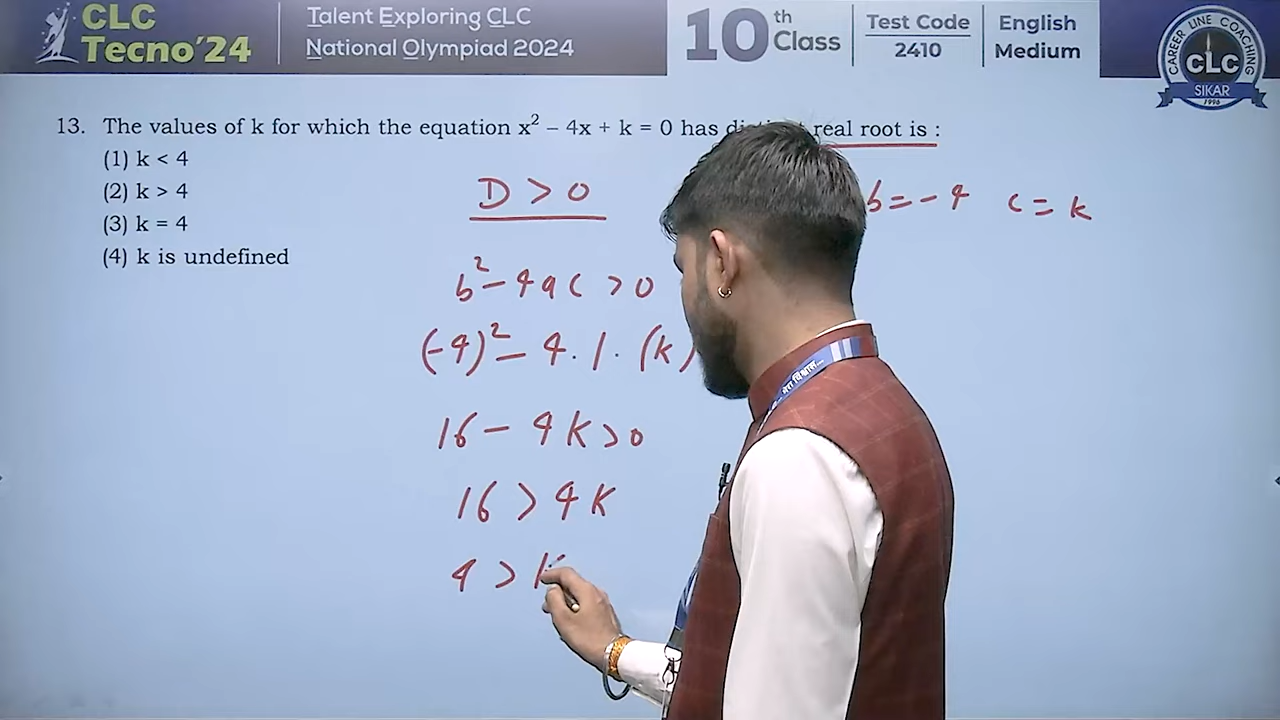 CLC
Tecno'24
Talent Exploring CLC
National Olympiad 2024
10th Class
Test Code
2410
English
Medium
CAREER LINE COACHING
CLC
SIKAR
1996
13. The values of k for which the equation x² – 4x + k = 0 has real root is :
(1) k < 4
(2) k > 4
(3) k = 4
(4) k is undefined
D > 0
b = -4 c = k
b² - 4ac > 0
(-4)² - 4.1.(k)
16 - 4k > 0
16 > 4k
4 > k